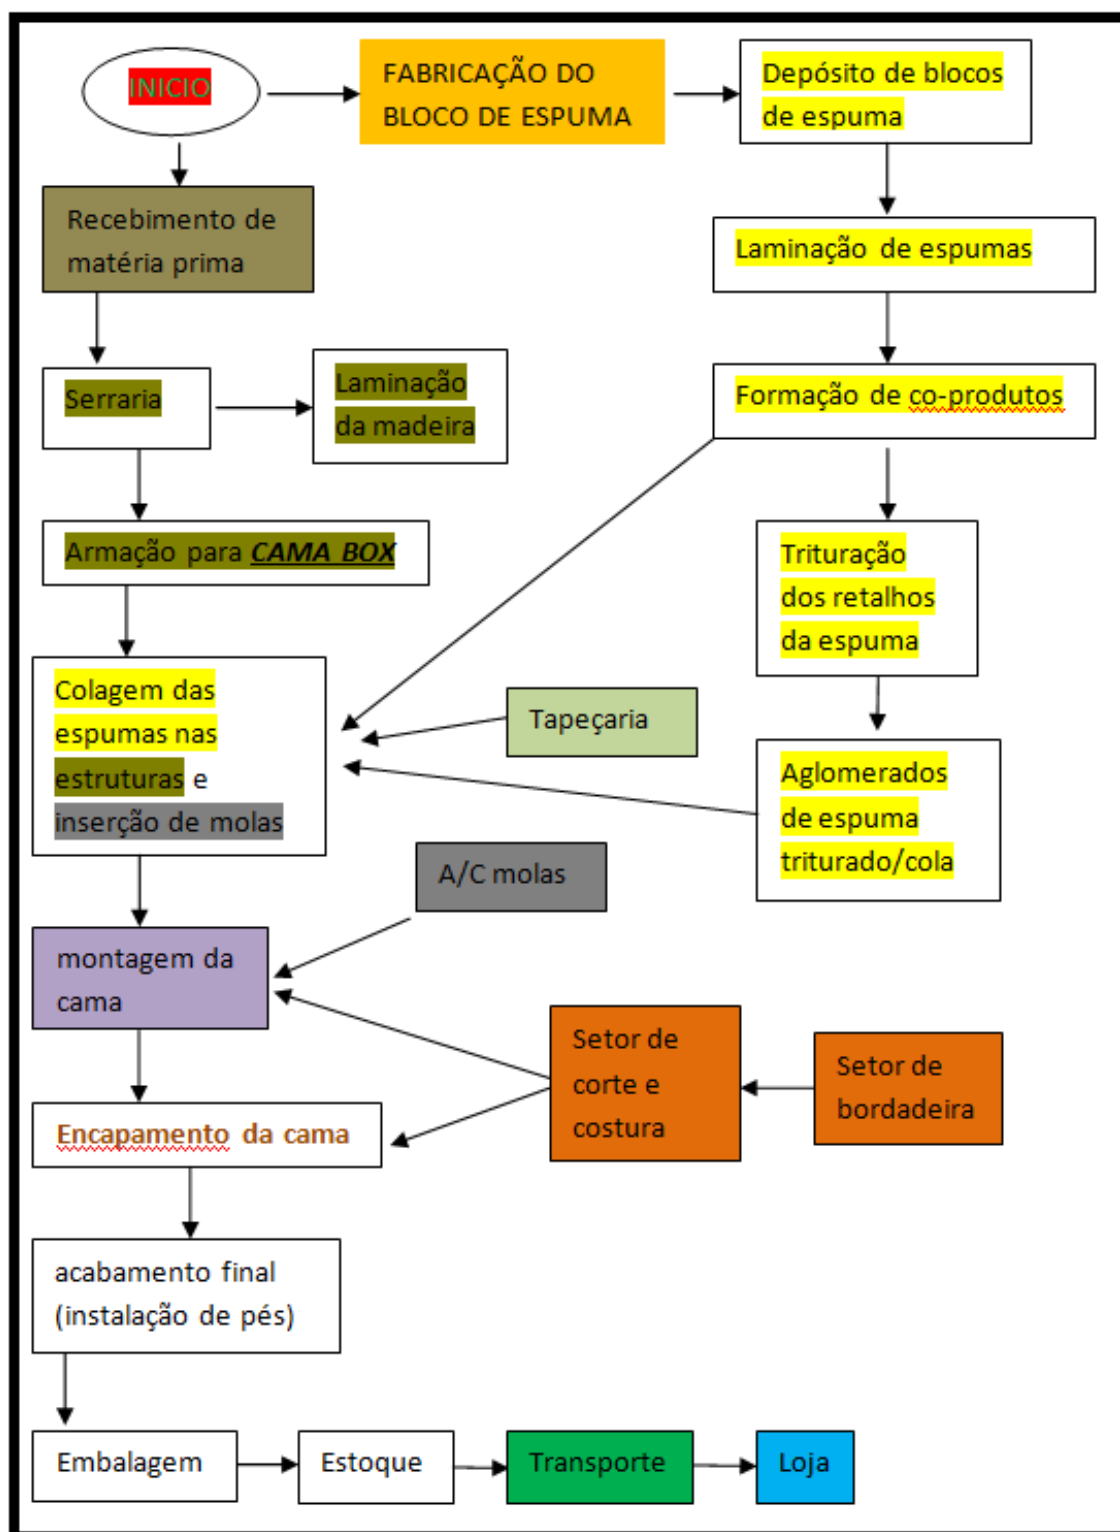 INICIO
FABRICAÇÃO DO
BLOCO DE ESPUMA
Depósito de blocos
de espuma
Recebimento de
matéria prima
Laminação de espumas
Serraria
Laminação
da madeira
Formação de co-produtos
Armação para CAMA BOX
Trituração
dos retalhos
da espuma
Colagem das
espumas nas
estruturas e
inserção de molas
Tapeçaria
Aglomerados
de espuma
triturado/cola
A/C molas
montagem da
cama
Setor de
corte e
costura
Setor de
bordadeira
Encapamento da cama
acabamento final
(instalação de pés)
Embalagem
Estoque
Transporte
Loja